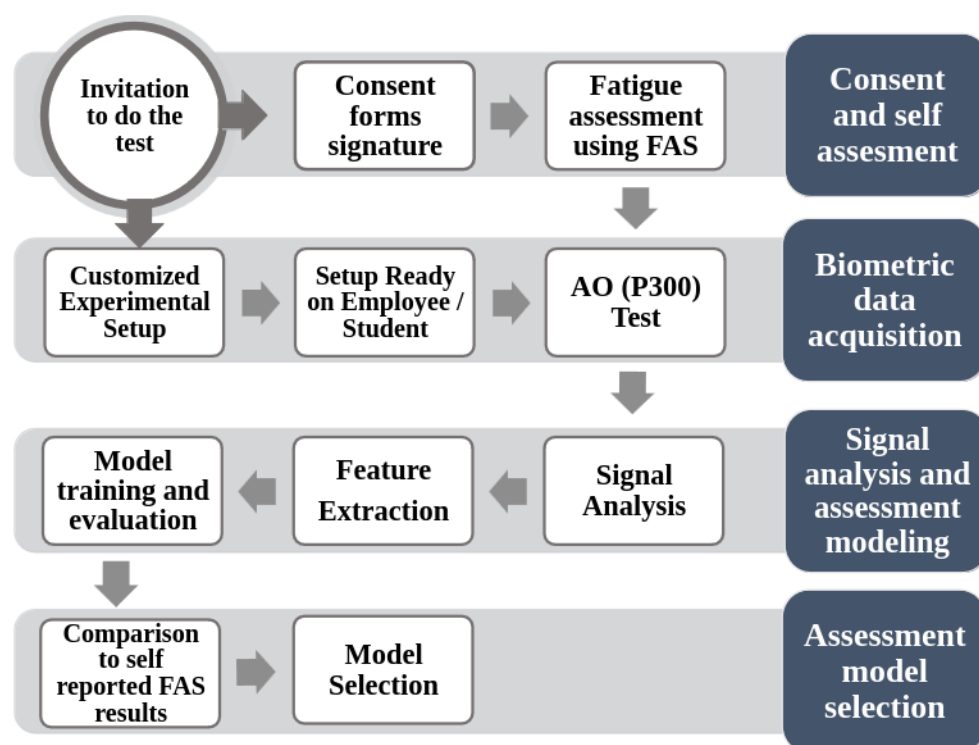 Invitation
to do the
test
Consent
forms
signature
Fatigue
assessment
using FAS
Consent
and self
assesment
Customized
Experimental
Setup
Setup Ready
on Employee /
Student
AO (P300)
Test
Biometric
data
acquisition
Model
training and
evaluation
Feature
Extraction
Signal
Analysis
Signal
analysis and
assessment
modeling
Comparison
to self
reported FAS
results
Model
Selection
Assessment
model
selection